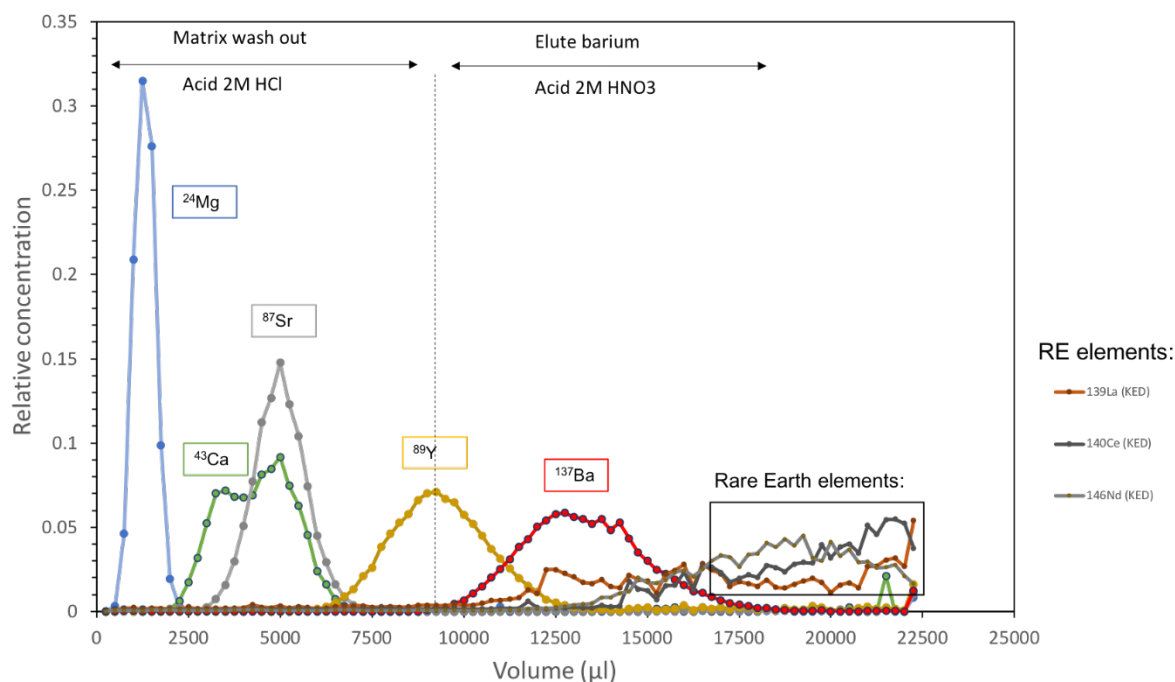 Matrix wash out
Elute barium
Acid 2M HCl
Acid 2M HNO3
Relative concentration
0.35
0.3
0.25
0.2
0.15
0.1
0.05
0
²⁴Mg
⁸⁷Sr
⁴³Ca
⁸⁹Y
¹³⁷Ba
Rare Earth elements:
RE elements:
139La (KED)
140Ce (KED)
146Nd (KED)
0 2500 5000 7500 10000 12500 15000 17500 20000 22500 25000
Volume (µl)